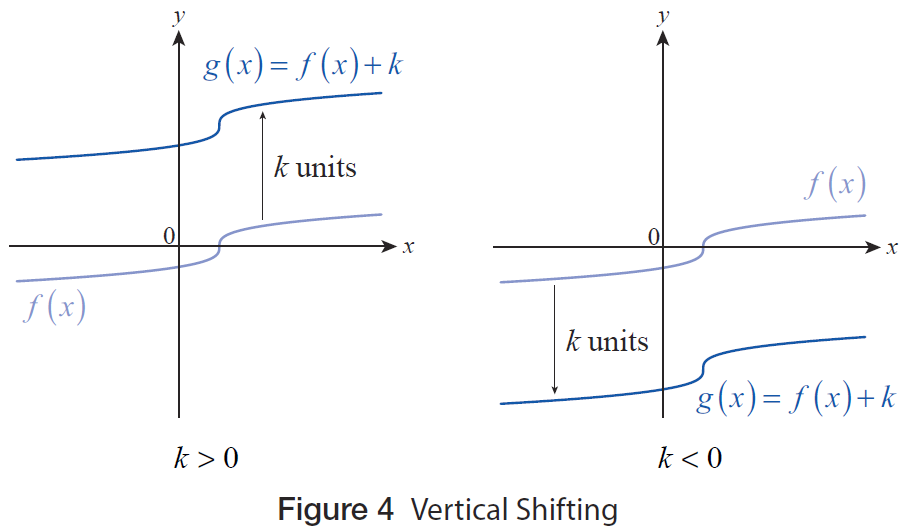 y
g(x) = f(x) + k
k units
0
x
f(x)
k > 0
y
f(x)
0
x
k units
g(x) = f(x) + k
k < 0
Figure 4 Vertical Shifting